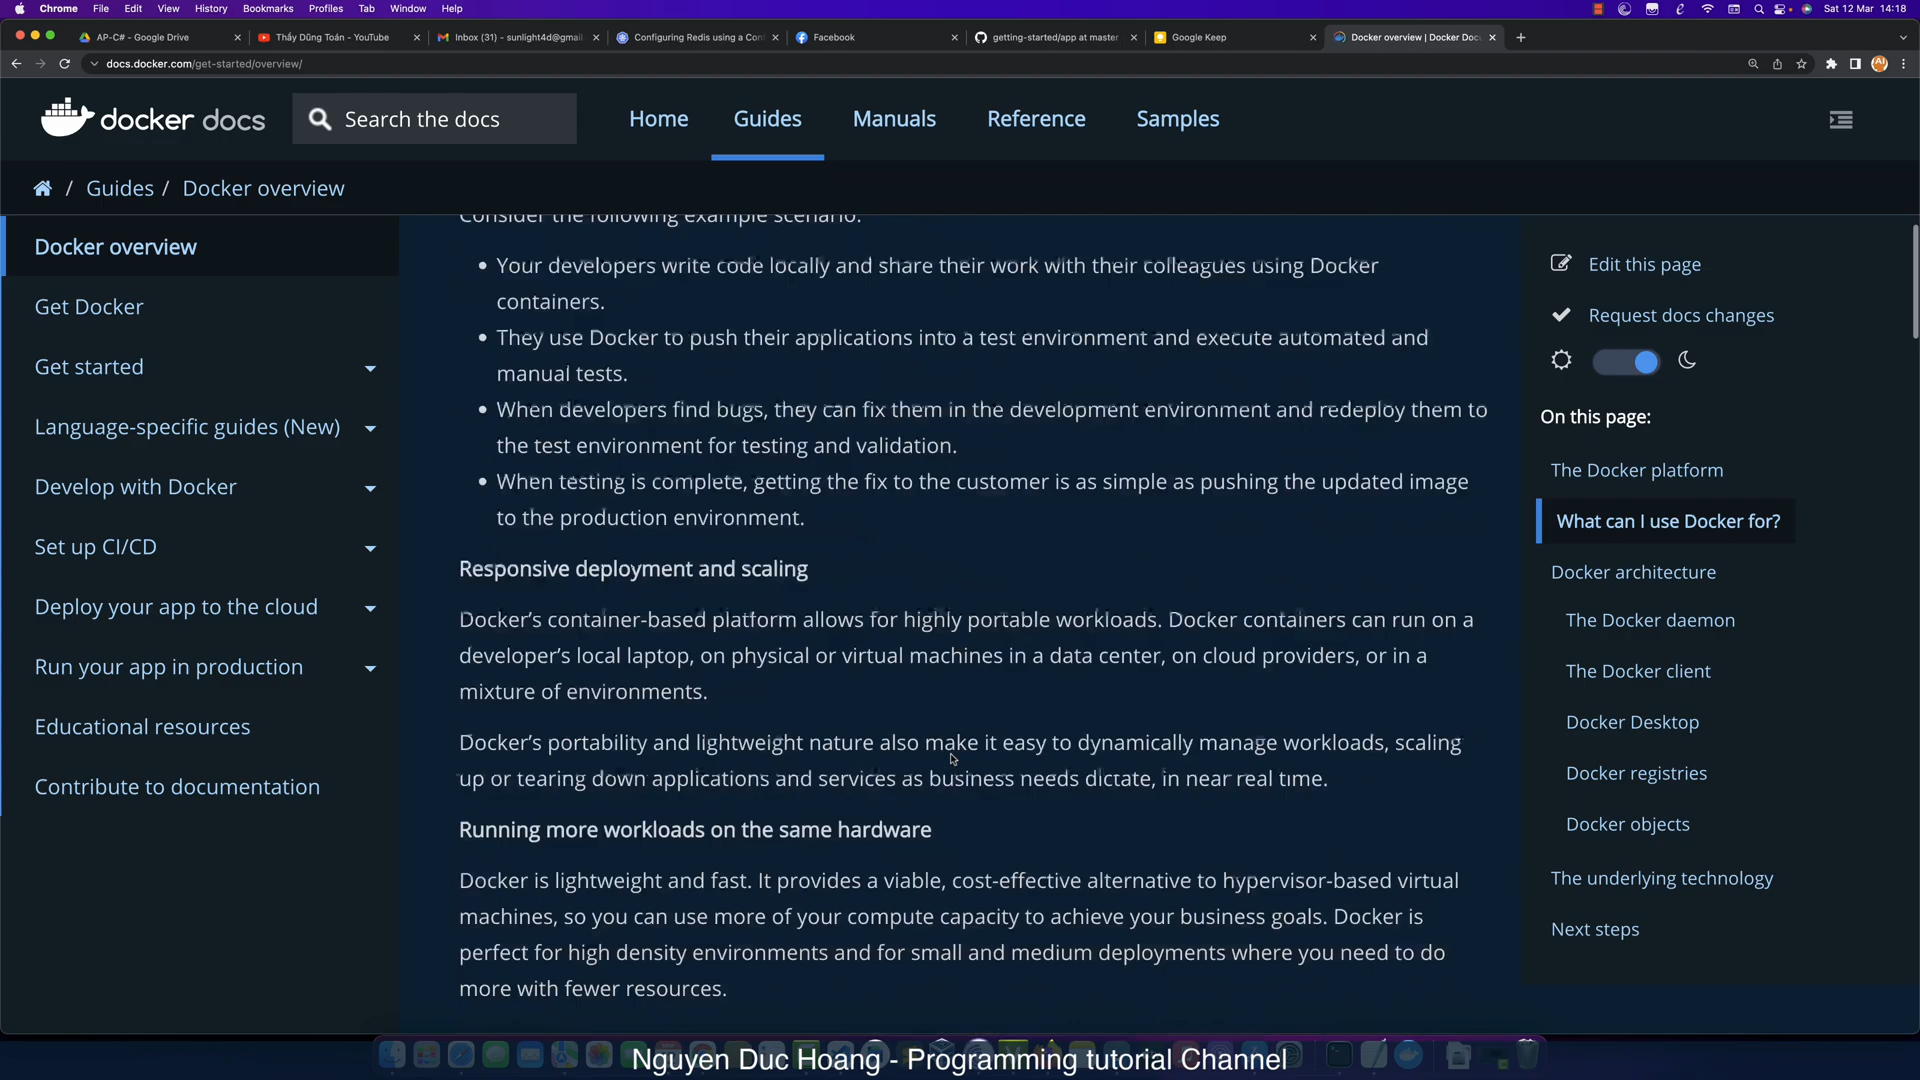 Chrome File Edit View History Bookmarks Profiles Tab Window Help Sat 12 Mar 14:18
AP-C# - Google Drive Thầy Dũng Toán - YouTube Inbox (31) - sunlight4d@gmail Configuring Redis using a Con Facebook getting-started/app at master Google Keep Docker overview | Docker Doc
docs.docker.com/get-started/overview/
docker docs Search the docs Home Guides Manuals Reference Samples
/ Guides / Docker overview
Docker overview
Get Docker
Get started
Language-specific guides (New)
Develop with Docker
Set up CI/CD
Deploy your app to the cloud
Run your app in production
Educational resources
Contribute to documentation
Consider the following example scenario:
• Your developers write code locally and share their work with their colleagues using Docker
containers.
• They use Docker to push their applications into a test environment and execute automated and
manual tests.
• When developers find bugs, they can fix them in the development environment and redeploy them to
the test environment for testing and validation.
• When testing is complete, getting the fix to the customer is as simple as pushing the updated image
to the production environment.
Responsive deployment and scaling
Docker’s container-based platform allows for highly portable workloads. Docker containers can run on a
developer’s local laptop, on physical or virtual machines in a data center, on cloud providers, or in a
mixture of environments.
Docker’s portability and lightweight nature also make it easy to dynamically manage workloads, scaling
up or tearing down applications and services as business needs dictate, in near real time.
Running more workloads on the same hardware
Docker is lightweight and fast. It provides a viable, cost-effective alternative to hypervisor-based virtual
machines, so you can use more of your compute capacity to achieve your business goals. Docker is
perfect for high density environments and for small and medium deployments where you need to do
more with fewer resources.
Edit this page
Request docs changes
On this page:
The Docker platform
What can I use Docker for?
Docker architecture
The Docker daemon
The Docker client
Docker Desktop
Docker registries
Docker objects
The underlying technology
Next steps
Nguyen Duc Hoang - Programming tutorial Channel